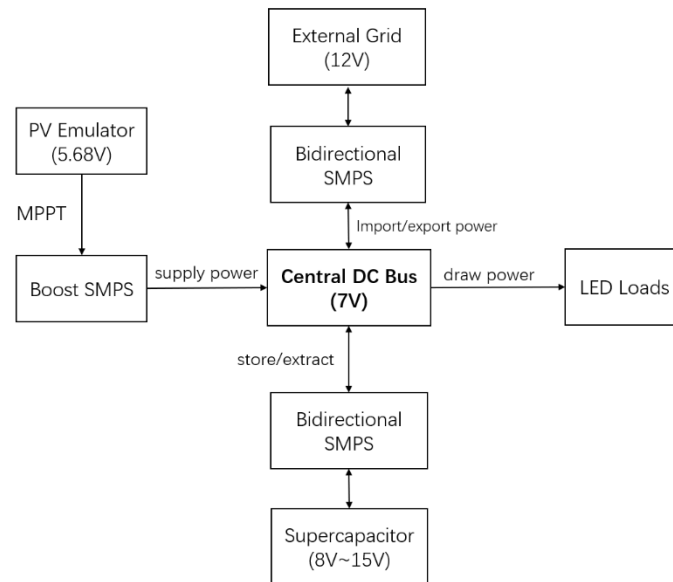 External Grid
(12V)
PV Emulator
(5.68V)
Bidirectional
SMPS
MPPT
Import/export power
Boost SMPS
supply power
Central DC Bus
(7V)
draw power
LED Loads
store/extract
Bidirectional
SMPS
Supercapacitor
(8V~15V)